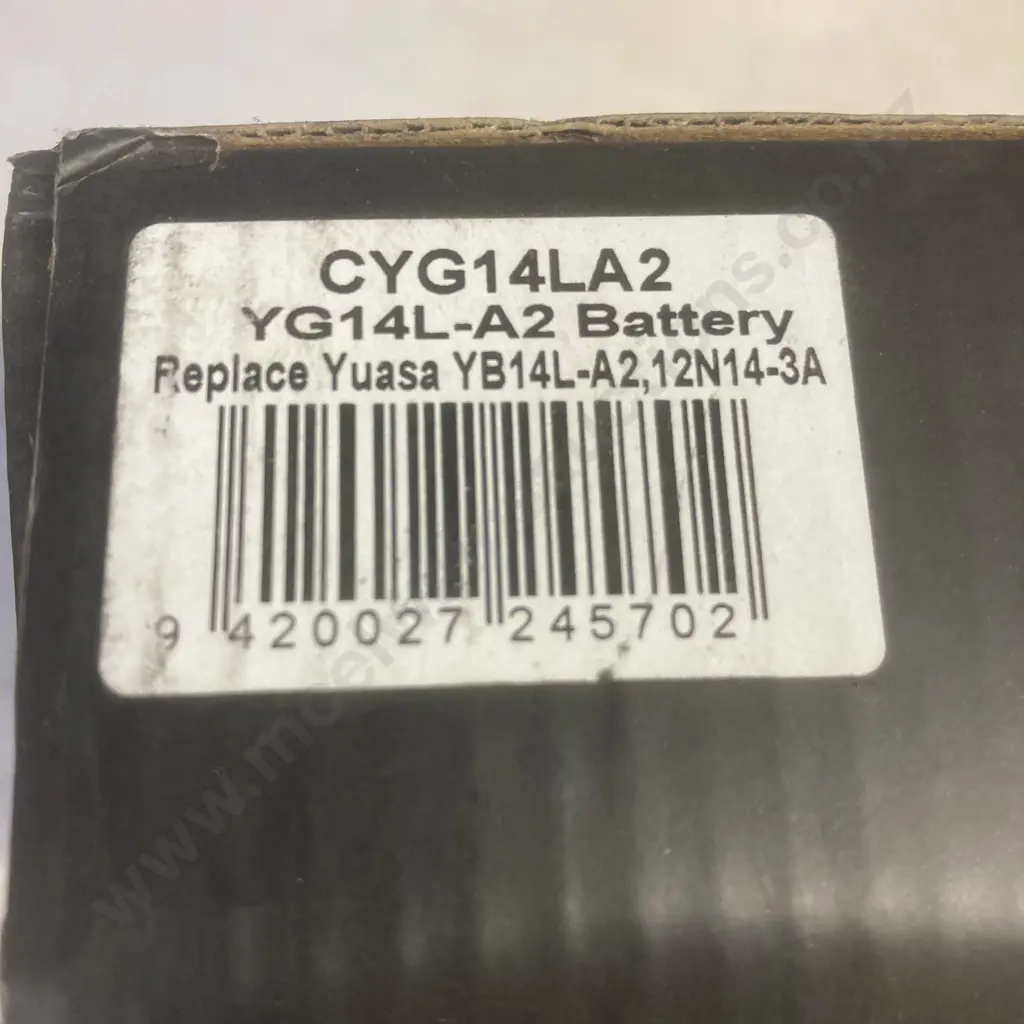 CYG14LA2
YG14L-A2 Battery
Replace Yuasa YB14L-A2,12N14-3A
9 420027 245702